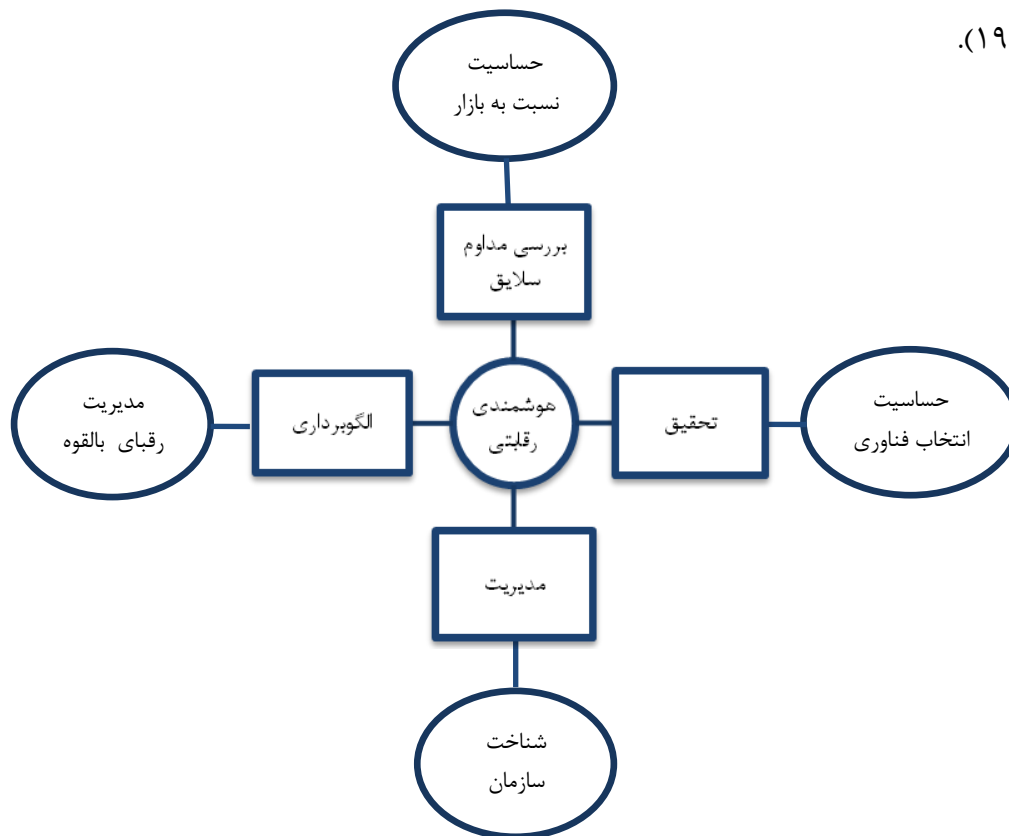 ۱۹).
حساسیت
نسبت به بازار
بررسی مداوم
سلایق
حساسیت
انتخاب فناوری
تحقیق
هوشمندی
رقابتی
الگوبرداری
مدیریت
رقبای بالقوه
مدیریت
شناخت
سازمان